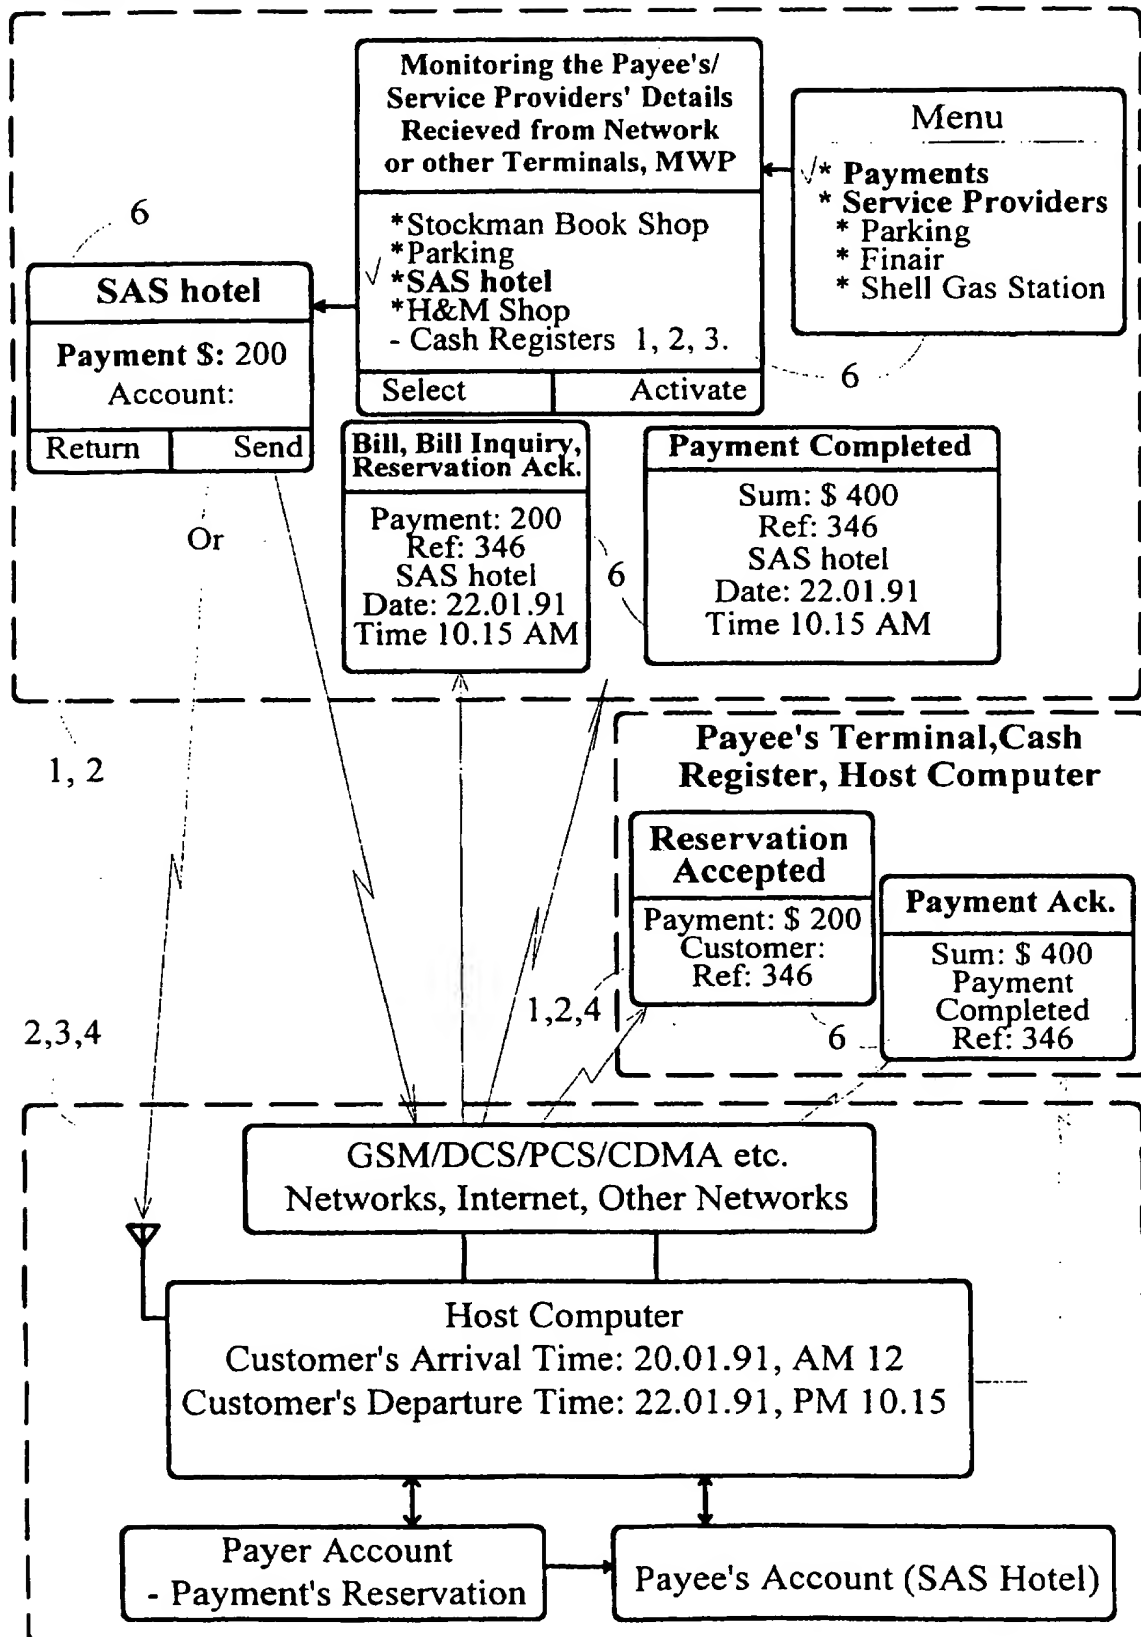 Monitoring the Payee's/
Service Providers' Details
Recieved from Network
or other Terminals, MWP
*Stockman Book Shop
*Parking
*SAS hotel
*H&M Shop
- Cash Registers 1, 2, 3.
Select Activate
Menu
* Payments
* Service Providers
* Parking
* Finair
* Shell Gas Station
6
6
SAS hotel
Payment $: 200
Account:
Return Send
Or
Bill, Bill Inquiry,
Reservation Ack.
Payment: 200
Ref: 346
SAS hotel
Date: 22.01.91
Time 10.15 AM
6
Payment Completed
Sum: $ 400
Ref: 346
SAS hotel
Date: 22.01.91
Time 10.15 AM
1, 2
Payee's Terminal,Cash
Register, Host Computer
Reservation
Accepted
Payment: $ 200
Customer:
Ref: 346
Payment Ack.
Sum: $ 400
Payment
Completed
Ref: 346
1,2,4
6
2,3,4
GSM/DCS/PCS/CDMA etc.
Networks, Internet, Other Networks
Host Computer
Customer's Arrival Time: 20.01.91, AM 12
Customer's Departure Time: 22.01.91, PM 10.15
Payer Account
- Payment's Reservation
Payee's Account (SAS Hotel)